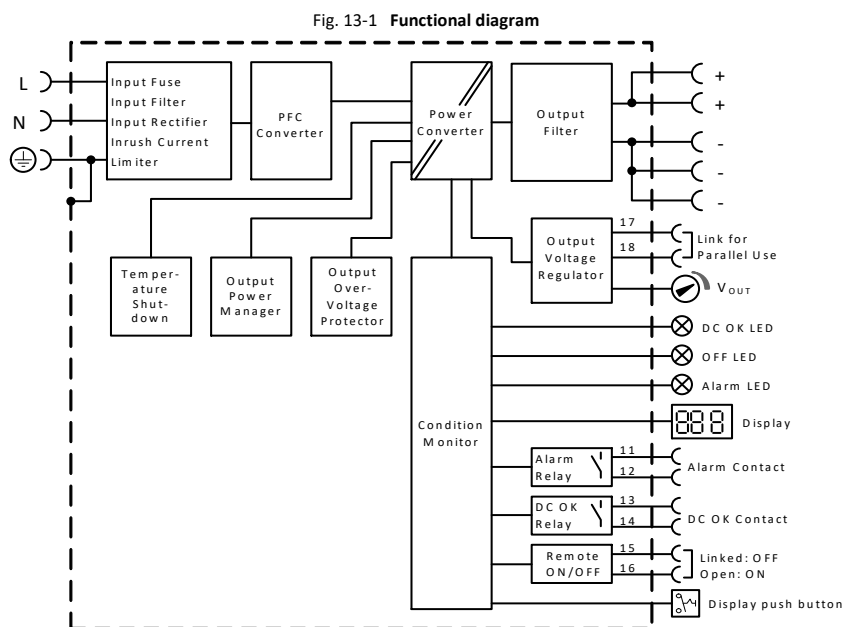 Fig. 13-1 Functional diagram
L
N
Input Fuse
Input Filter
Input Rectifier
Inrush Current
Limiter
PFC
Converter
Power
Converter
Output
Filter
+
+
-
-
-
Temper-
ature
Shut-
down
Output
Power
Manager
Output
Over-
Voltage
Protector
Output
Voltage
Regulator
17
18
Link for
Parallel Use
VOUT
DC OK LED
OFF LED
Alarm LED
Display
Condition
Monitor
Alarm
Relay
11
12
Alarm Contact
DC OK
Relay
13
14
DC OK Contact
Remote
ON/OFF
15
16
Linked: OFF
Open: ON
Display push button